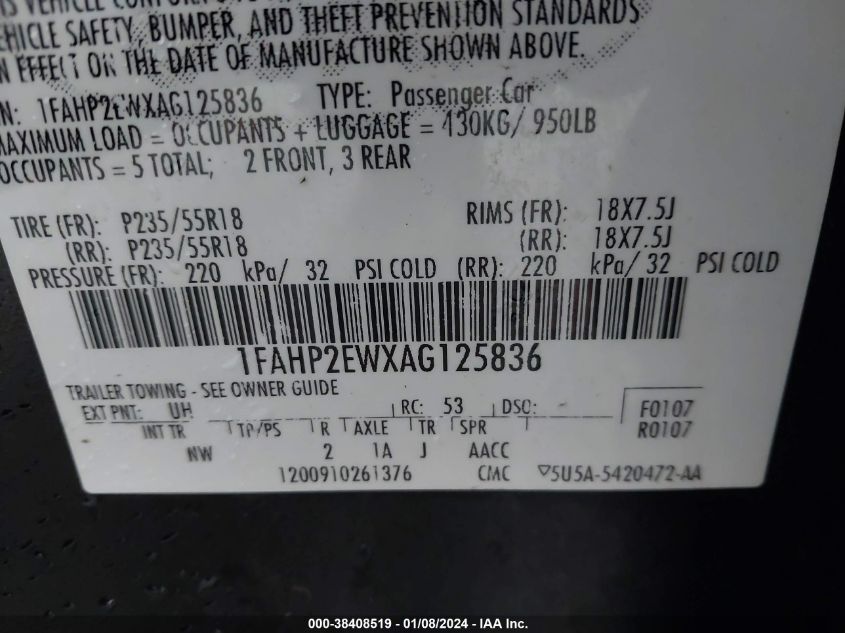 VEHICLE
SAFETY, BUMPER, AND THEFT PREVENTION STANDARDS
IN EFFECT ON THE DATE OF MANUFACTURE SHOWN ABOVE.
N: 1FAHP2EWXAG125836 TYPE: Passenger Car
MAXIMUM LOAD = OCCUPANTS + LUGGAGE = 430KG/ 950LB
OCCUPANTS = 5 TOTAL; 2 FRONT, 3 REAR
TIRE (FR): P235/55R18 RIMS (FR): 18X7.5J
(RR): P235/55R18 (RR): 18X7.5J
PRESSURE (FR): 220 kPa/ 32 PSI COLD (RR): 220 kPa/ 32 PSI COLD
1FAHP2EWXAG125836
TRAILER TOWING - SEE OWNER GUIDE
EXT PNT: UH RC: 53 DSO: - F0107
INT TR TP/PS R AXLE TR SPR R0107
NW 2 1A J AACC
1200910261376 CMC ▽5U5A-5420472-AA
000-38408519 - 01/08/2024 - IAA Inc.